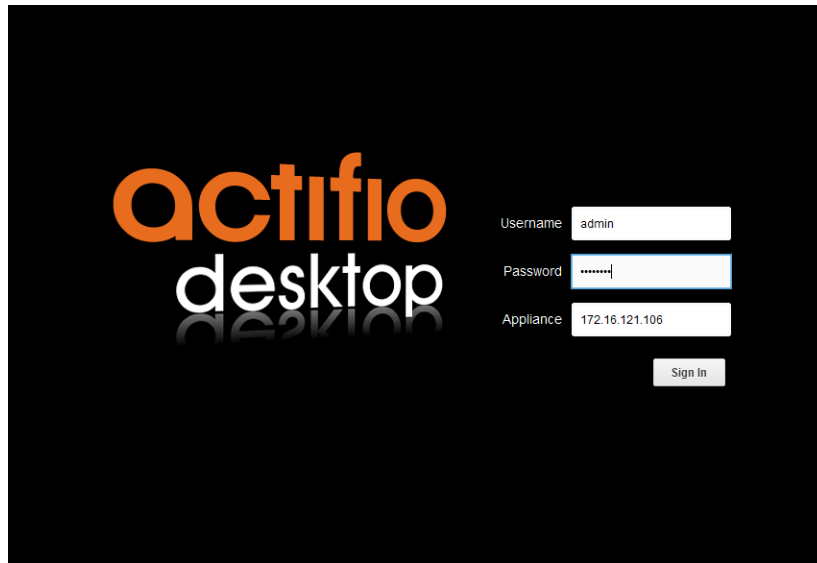 actifio
desktop
Username admin
Password ••••••••
Appliance 172.16.121.106
Sign In